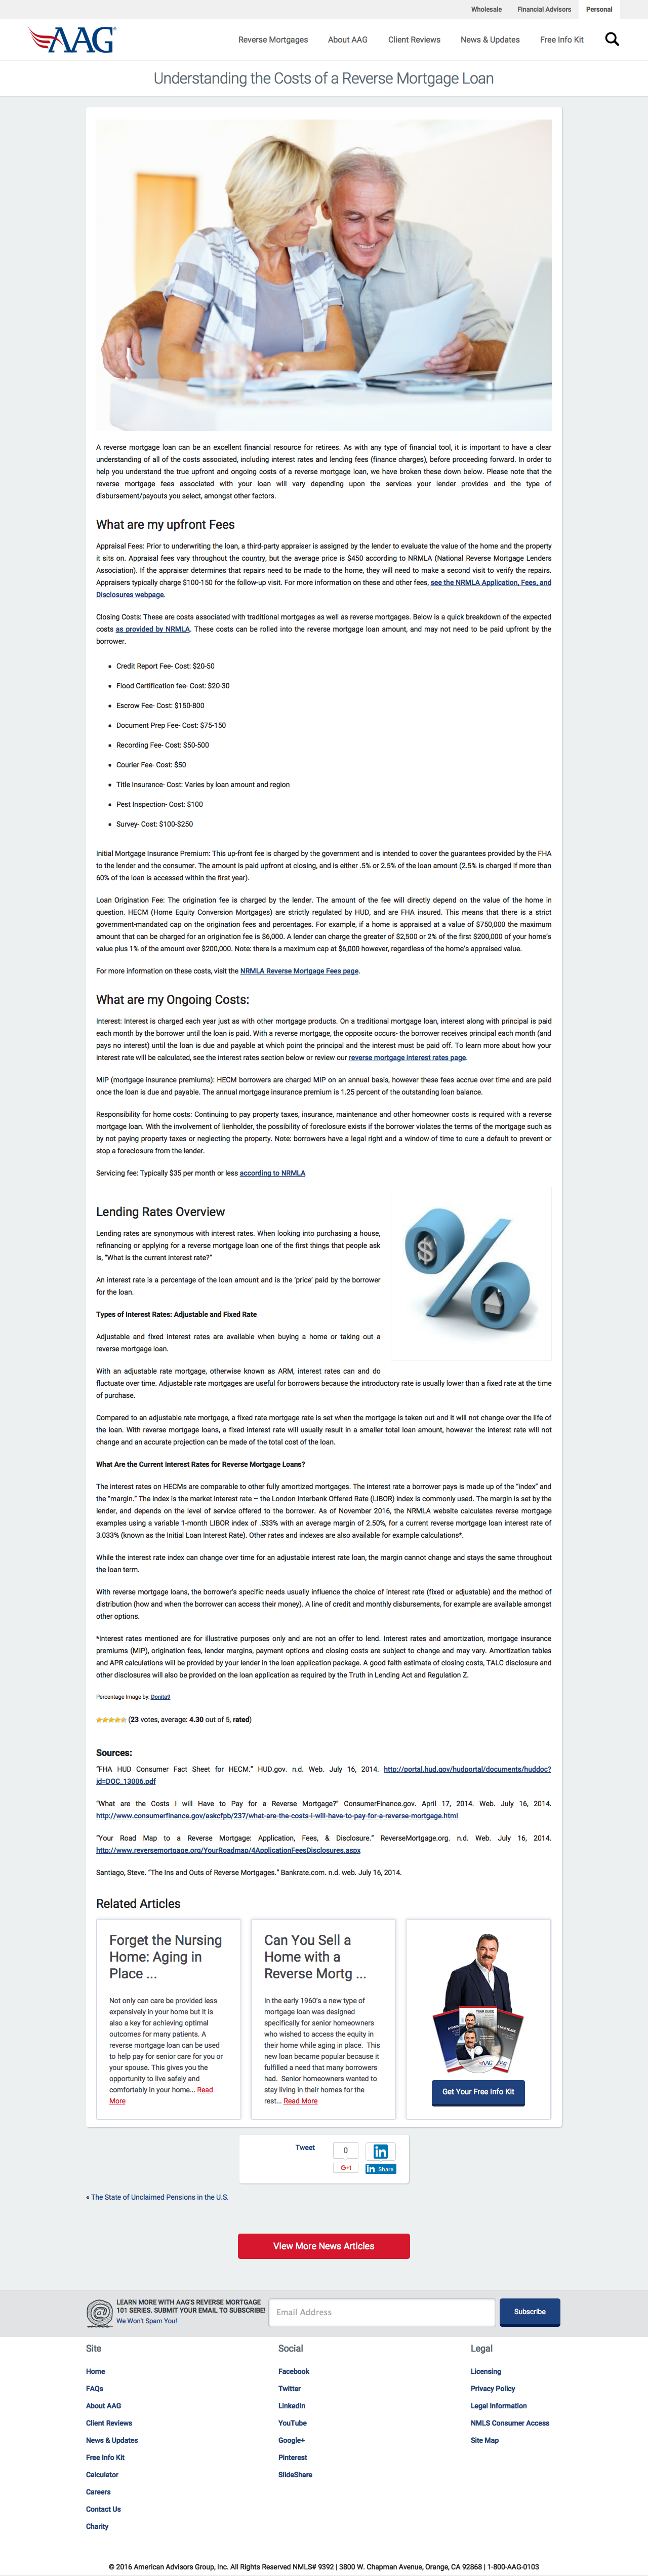 Wholesale Financial Advisors Personal
AAG
Reverse Mortgages About AAG Client Reviews News & Updates Free Info Kit
Understanding the Costs of a Reverse Mortgage Loan
A reverse mortgage loan can be an excellent financial resource for retirees. As with any type of financial tool, it is important to have a clear
understanding of all of the costs associated, including interest rates and lending fees (finance charges), before proceeding forward. In order to
help you understand the true upfront and ongoing costs of a reverse mortgage loan, we have broken these down below. Please note that the
reverse mortgage fees associated with your loan will vary depending upon the services your lender provides and the type of
disbursement/payouts you select, amongst other factors.
What are my upfront Fees
Appraisal Fees: Prior to underwriting the loan, a third-party appraiser is assigned by the lender to evaluate the value of the home and the property
it sits on. Appraisal fees vary throughout the country, but the average price is $450 according to NRMLA (National Reverse Mortgage Lenders
Association). If the appraiser determines that repairs need to be made to the home, they will need to make a second visit to verify the repairs.
Appraisers typically charge $100-150 for the follow-up visit. For more information on these and other fees, see the NRMLA Application, Fees, and
Disclosures webpage.
Closing Costs: These are costs associated with traditional mortgages as well as reverse mortgages. Below is a quick breakdown of the expected
costs as provided by NRMLA. These costs can be rolled into the reverse mortgage loan amount, and may not need to be paid upfront by the
borrower.
• Credit Report Fee- Cost: $20-50
• Flood Certification fee- Cost: $20-30
• Escrow Fee- Cost: $150-800
• Document Prep Fee- Cost: $75-150
• Recording Fee- Cost: $50-500
• Courier Fee- Cost: $50
• Title Insurance- Cost: Varies by loan amount and region
• Pest Inspection- Cost: $100
• Survey- Cost: $100-$250
Initial Mortgage Insurance Premium: This up-front fee is charged by the government and is intended to cover the guarantees provided by the FHA
to the lender and the consumer. The amount is paid upfront at closing, and is either .5% or 2.5% of the loan amount (2.5% is charged if more than
60% of the loan is accessed within the first year).
Loan Origination Fee: The origination fee is charged by the lender. The amount of the fee will directly depend on the value of the home in
question. HECM (Home Equity Conversion Mortgages) are strictly regulated by HUD, and are FHA insured. This means that there is a strict
government-mandated cap on the origination fees and percentages. For example, if a home is appraised at a value of $750,000 the maximum
amount that can be charged for an origination fee is $6,000. A lender can charge the greater of $2,500 or 2% of the first $200,000 of your home's
value plus 1% of the amount over $200,000. Note: there is a maximum cap at $6,000 however, regardless of the home's appraised value.
For more information on these costs, visit the NRMLA Reverse Mortgage Fees page.
What are my Ongoing Costs:
Interest: Interest is charged each year just as with other mortgage products. On a traditional mortgage loan, interest along with principal is paid
each month by the borrower until the loan is paid. With a reverse mortgage, the opposite occurs- the borrower receives principal each month (and
pays no interest) until the loan is due and payable at which point the principal and the interest must be paid off. To learn more about how your
interest rate will be calculated, see the interest rates section below or review our reverse mortgage interest rates page.
MIP (mortgage insurance premiums): HECM borrowers are charged MIP on an annual basis, however these fees accrue over time and are paid
once the loan is due and payable. The annual mortgage insurance premium is 1.25 percent of the outstanding loan balance.
Responsibility for home costs: Continuing to pay property taxes, insurance, maintenance and other homeowner costs is required with a reverse
mortgage loan. With the involvement of lienholder, the possibility of foreclosure exists if the borrower violates the terms of the mortgage such as
by not paying property taxes or neglecting the property. Note: borrowers have a legal right and a window of time to cure a default to prevent or
stop a foreclosure from the lender.
Servicing fee: Typically $35 per month or less according to NRMLA
Lending Rates Overview
Lending rates are synonymous with interest rates. When looking into purchasing a house,
refinancing or applying for a reverse mortgage loan one of the first things that people ask
is, "What is the current interest rate?"
An interest rate is a percentage of the loan amount and is the 'price' paid by the borrower
for the loan.
Types of Interest Rates: Adjustable and Fixed Rate
Adjustable and fixed interest rates are available when buying a home or taking out a
reverse mortgage loan.
With an adjustable rate mortgage, otherwise known as ARM, interest rates can and do
fluctuate over time. Adjustable rate mortgages are useful for borrowers because the introductory rate is usually lower than a fixed rate at the time
of purchase.
Compared to an adjustable rate mortgage, a fixed rate mortgage rate is set when the mortgage is taken out and it will not change over the life of
the loan. With reverse mortgage loans, a fixed interest rate will usually result in a smaller total loan amount, however the interest rate will not
change and an accurate projection can be made of the total cost of the loan.
What Are the Current Interest Rates for Reverse Mortgage Loans?
The interest rates on HECMs are comparable to other fully amortized mortgages. The interest rate a borrower pays is made up of the "index" and
the "margin." The index is the market interest rate – the London Interbank Offered Rate (LIBOR) index is commonly used. The margin is set by the
lender, and depends on the level of service offered to the borrower. As of November 2016, the NRMLA website calculates reverse mortgage
examples using a variable 1-month LIBOR index of .533% with an average margin of 2.50%, for a current reverse mortgage loan interest rate of
3.033% (known as the Initial Loan Interest Rate). Other rates and indexes are also available for example calculations*.
While the interest rate index can change over time for an adjustable interest rate loan, the margin cannot change and stays the same throughout
the loan term.
With reverse mortgage loans, the borrower's specific needs usually influence the choice of interest rate (fixed or adjustable) and the method of
distribution (how and when the borrower can access their money). A line of credit and monthly disbursements, for example are available amongst
other options.
*Interest rates mentioned are for illustrative purposes only and are not an offer to lend. Interest rates and amortization, mortgage insurance
premiums (MIP), origination fees, lender margins, payment options and closing costs are subject to change and may vary. Amortization tables
and APR calculations will be provided by your lender in the loan application package. A good faith estimate of closing costs, TALC disclosure and
other disclosures will also be provided on the loan application as required by the Truth in Lending Act and Regulation Z.
Percentage Image by: Donita9
(23 votes, average: 4.30 out of 5, rated)
Sources:
"FHA HUD Consumer Fact Sheet for HECM." HUD.gov. n.d. Web. July 16, 2014. http://portal.hud.gov/hudportal/documents/huddoc?
id=DOC_13006.pdf
"What are the Costs I will Have to Pay for a Reverse Mortgage?" ConsumerFinance.gov. April 17, 2014. Web. July 16, 2014.
http://www.consumerfinance.gov/askcfpb/237/what-are-the-costs-i-will-have-to-pay-for-a-reverse-mortgage.html
"Your Road Map to a Reverse Mortgage: Application, Fees, & Disclosure." ReverseMortgage.org. n.d. Web. July 16, 2014.
http://www.reversemortgage.org/YourRoadmap/4ApplicationFeesDisclosures.aspx
Santiago, Steve. "The Ins and Outs of Reverse Mortgages." Bankrate.com. n.d. web. July 16, 2014.
Related Articles
Forget the Nursing
Home: Aging in
Place ...
Not only can care be provided less
expensively in your home but it is
also a key for achieving optimal
outcomes for many patients. A
reverse mortgage loan can be used
to help pay for senior care for you or
your spouse. This gives you the
opportunity to live safely and
comfortably in your home... Read
More
Can You Sell a
Home with a
Reverse Mortg ...
In the early 1960's a new type of
mortgage loan was designed
specifically for senior homeowners
who wished to access the equity in
their home while aging in place. This
new loan became popular because it
fulfilled a need that many borrowers
had. Senior homeowners wanted to
stay living in their homes for the
rest... Read More
Get Your Free Info Kit
Tweet
0
G+1
in
in Share
« The State of Unclaimed Pensions in the U.S.
View More News Articles
LEARN MORE WITH AAG'S REVERSE MORTGAGE
101 SERIES. SUBMIT YOUR EMAIL TO SUBSCRIBE!
We Won't Spam You!
Email Address
Subscribe
Site
Home
FAQs
About AAG
Client Reviews
News & Updates
Free Info Kit
Calculator
Careers
Contact Us
Charity
Social
Facebook
Twitter
LinkedIn
YouTube
Google+
Pinterest
SlideShare
Legal
Licensing
Privacy Policy
Legal Information
NMLS Consumer Access
Site Map
© 2016 American Advisors Group, Inc. All Rights Reserved NMLS# 9392 | 3800 W. Chapman Avenue, Orange, CA 92868 | 1-800-AAG-0103